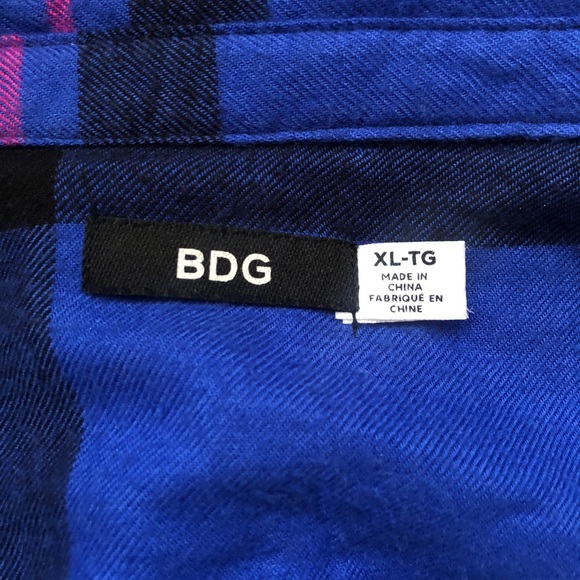 BDG
XL-TG
MADE IN
CHINA
FABRIQUÉ EN
CHINE